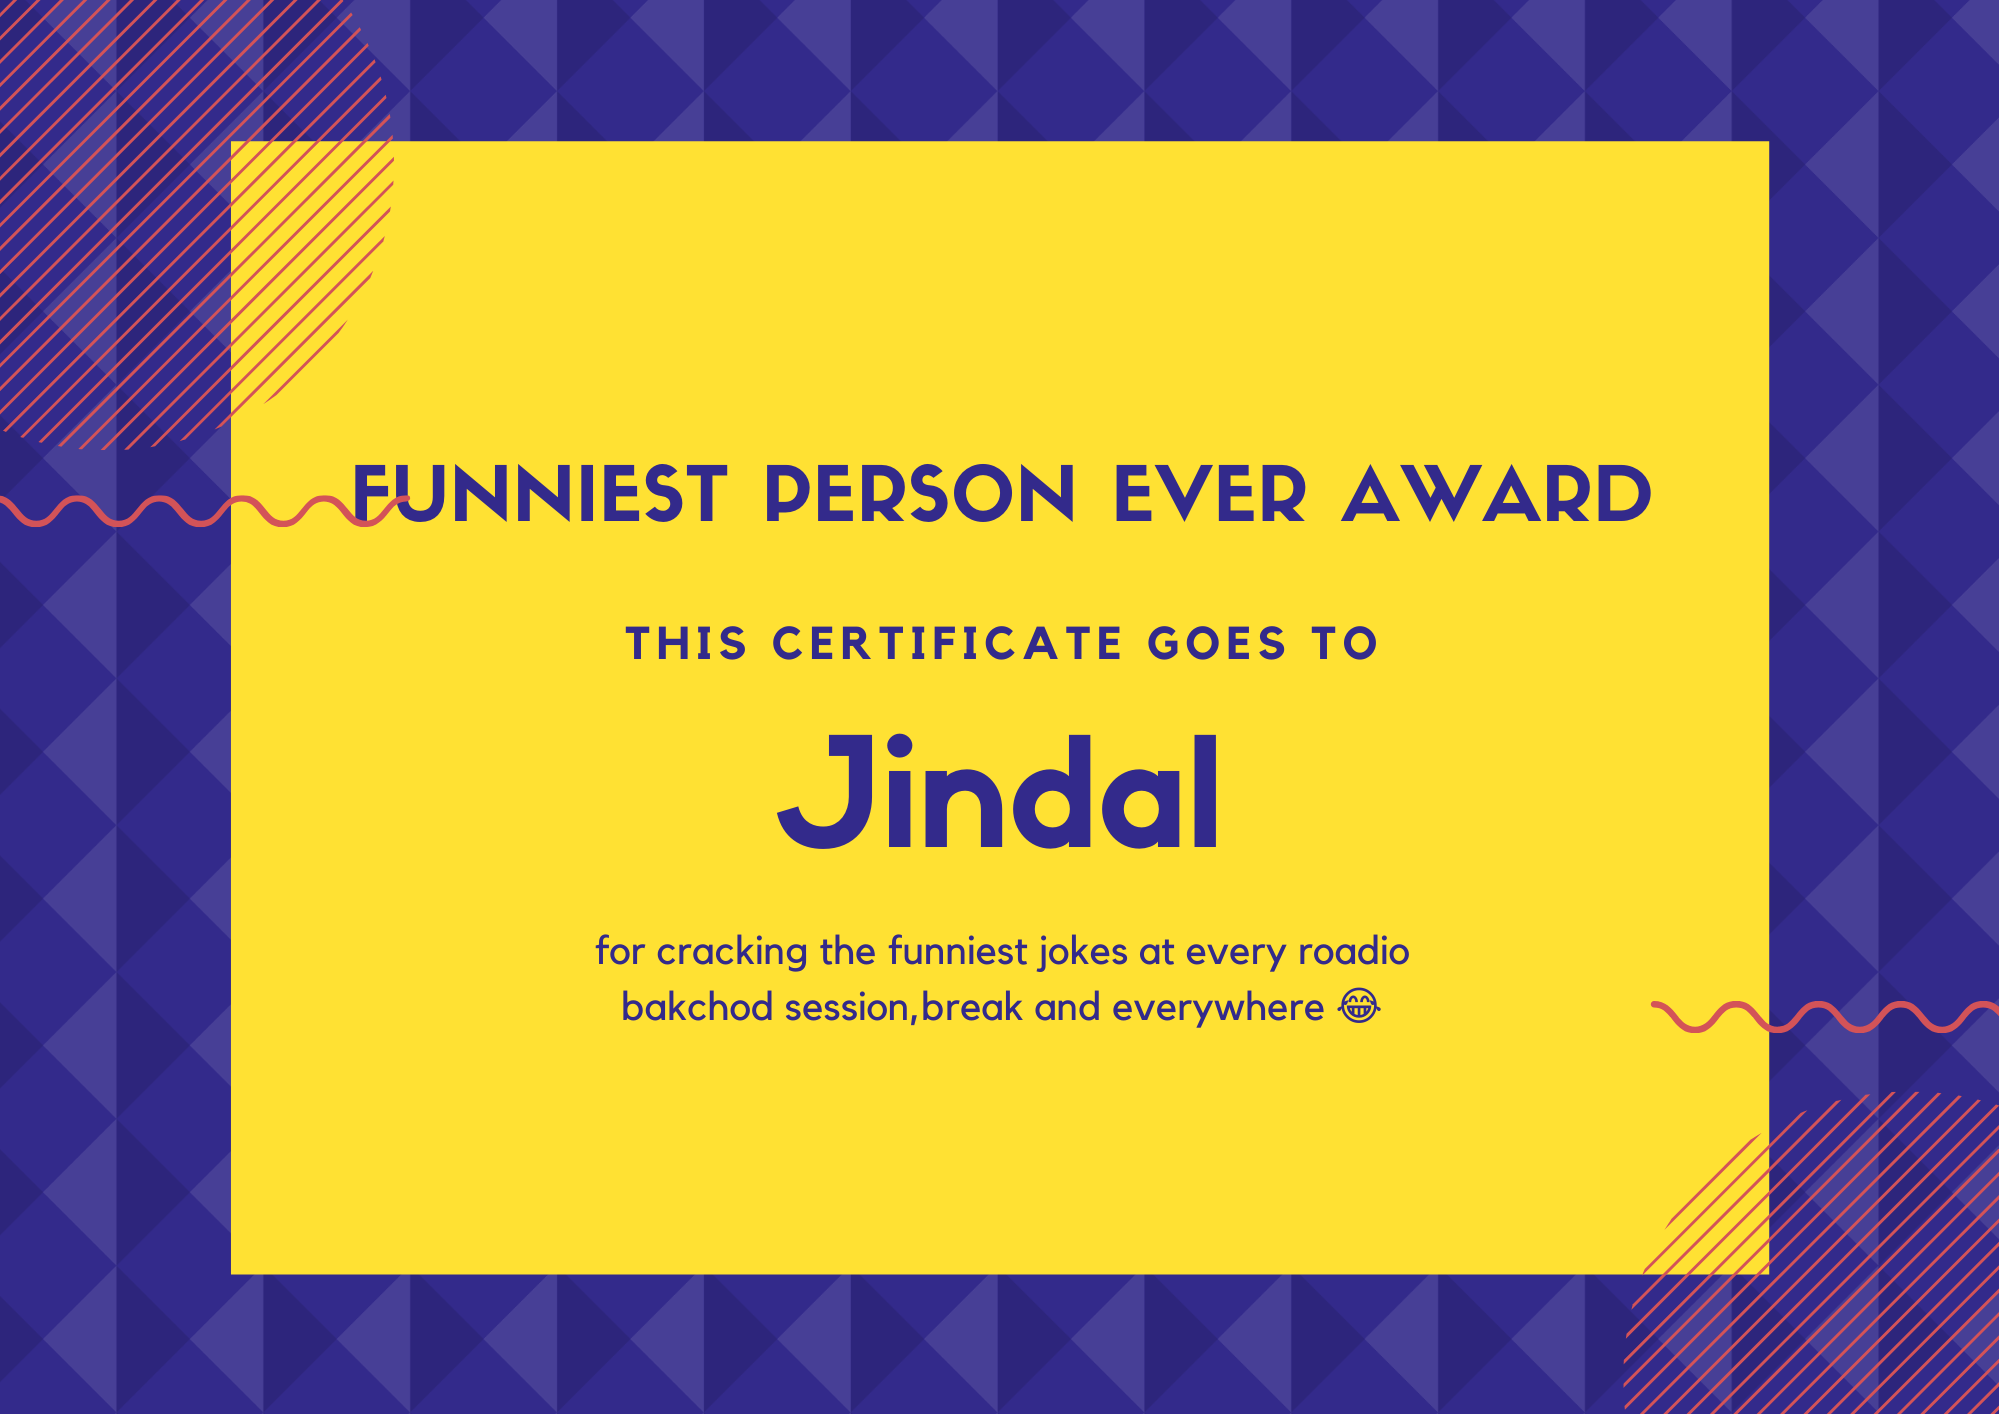 FUNNIEST PERSON EVER AWARD
THIS CERTIFICATE GOES TO
Jindal
for cracking the funniest jokes at every roadio
bakchod session,break and everywhere 😂